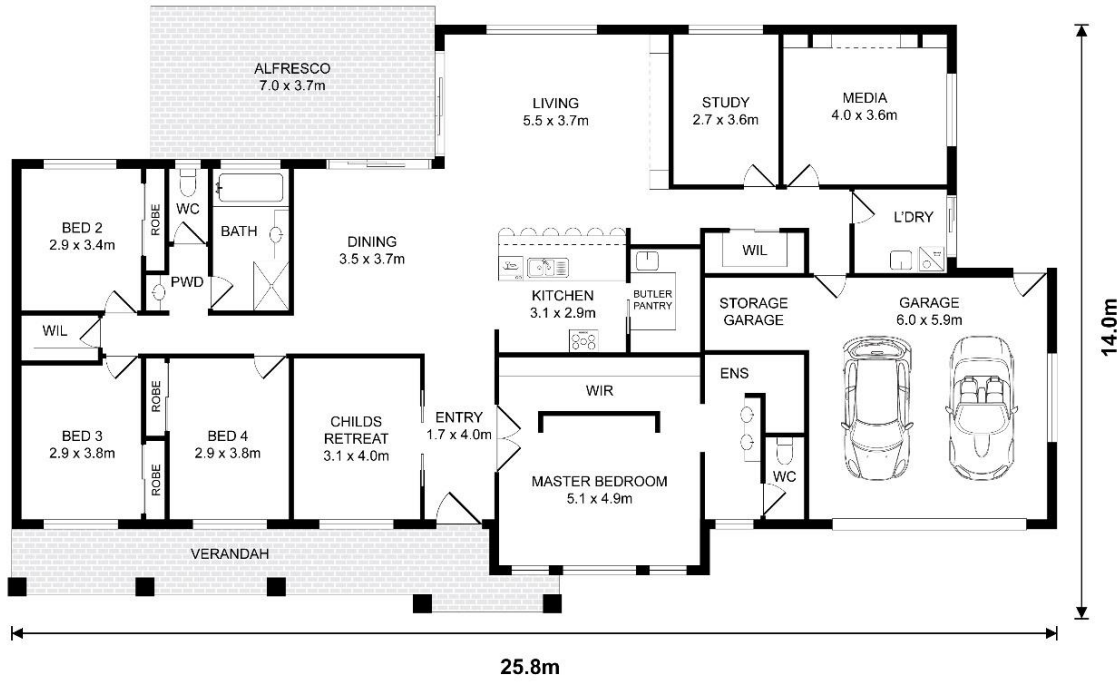 ALFRESCO
7.0 x 3.7m
LIVING
5.5 x 3.7m
STUDY
2.7 x 3.6m
MEDIA
4.0 x 3.6m
BED 2
2.9 x 3.4m
ROBE
WC
BATH
PWD
DINING
3.5 x 3.7m
L'DRY
WIL
KITCHEN
3.1 x 2.9m
BUTLER
PANTRY
STORAGE
GARAGE
GARAGE
6.0 x 5.9m
WIL
14.0m
ROBE
BED 3
2.9 x 3.8m
ROBE
BED 4
2.9 x 3.8m
CHILDS
RETREAT
3.1 x 4.0m
ENTRY
1.7 x 4.0m
WIR
ENS
MASTER BEDROOM
5.1 x 4.9m
WC
VERANDAH
25.8m